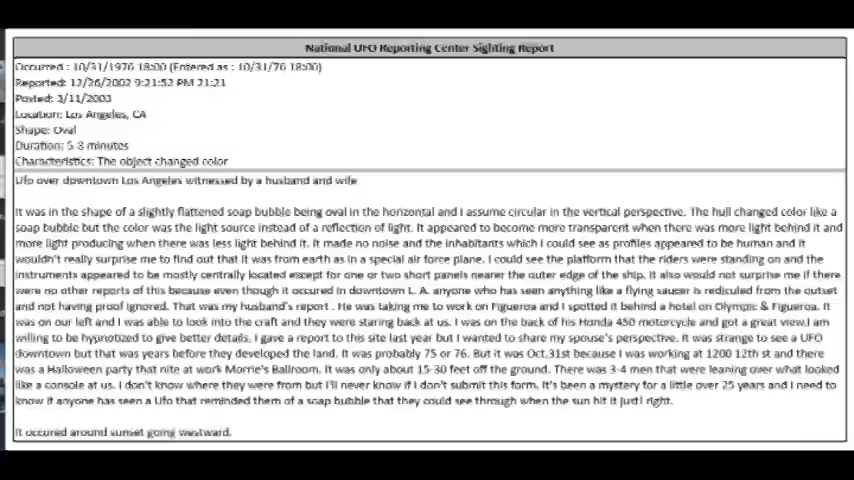 National UFO Reporting Center Sighting Report
Occurred : 10/31/1976 18:00 (Entered as : 10/31/76 18:00)
Reported: 12/26/2002 9:21:52 PM 21:21
Posted: 3/11/2003
Location: Los Angeles, CA
Shape: Oval
Duration: 5-8 minutes
Characteristics: The object changed color
Ufo over downtown Los Angeles witnessed by a husband and wife
It was in the shape of a slightly flattened soap bubble being oval in the horizontal and I assume circular in the vertical perspective. The hull changed color like a
soap bubble but the color was the light source instead of a reflection of light. It appeared to become more transparent when there was more light behind it and
more light producing when there was less light behind it. It made no noise and the inhabitants which I could see as profiles appeared to be human and it
wouldn't really surprise me to find out that it was from earth as in a special air force plane. I could see the platform that the riders were standing on and the
instruments appeared to be mostly centrally located except for one or two short panels nearer the outer edge of the ship. It also would not surprise me if there
were no other reports of this because even though it occured in downtown L. A. anyone who has seen anything like a flying saucer is rediculed from the outset
and not having proof ignored. That was my husband's report . He was taking me to work on Figueroa and I spotted it behind a hotel on Olympic & Figueroa. It
was on our left and I was able to look into the craft and they were staring back at us. I was on the back of his Honda 450 motorcycle and got a great view,I am
willing to be hypnotized to give better details. I gave a report to this site last year but I wanted to share my spouse's perspective. It was strange to see a UFO
downtown but that was years before they developed the land. It was probably 75 or 76. But it was Oct.31st because I was working at 1200 12th st and there
was a Halloween party that nite at work Morrie's Ballroom. It was only about 15-30 feet off the ground. There was 3-4 men that were leaning over what looked
like a console at us. I don't know where they were from but I'll never know if I don't submit this form. It's been a mystery for a little over 25 years and I need to
know if anyone has seen a Ufo that reminded them of a soap bubble that they could see through when the sun hit it just! right.
It occured around sunset going westward.